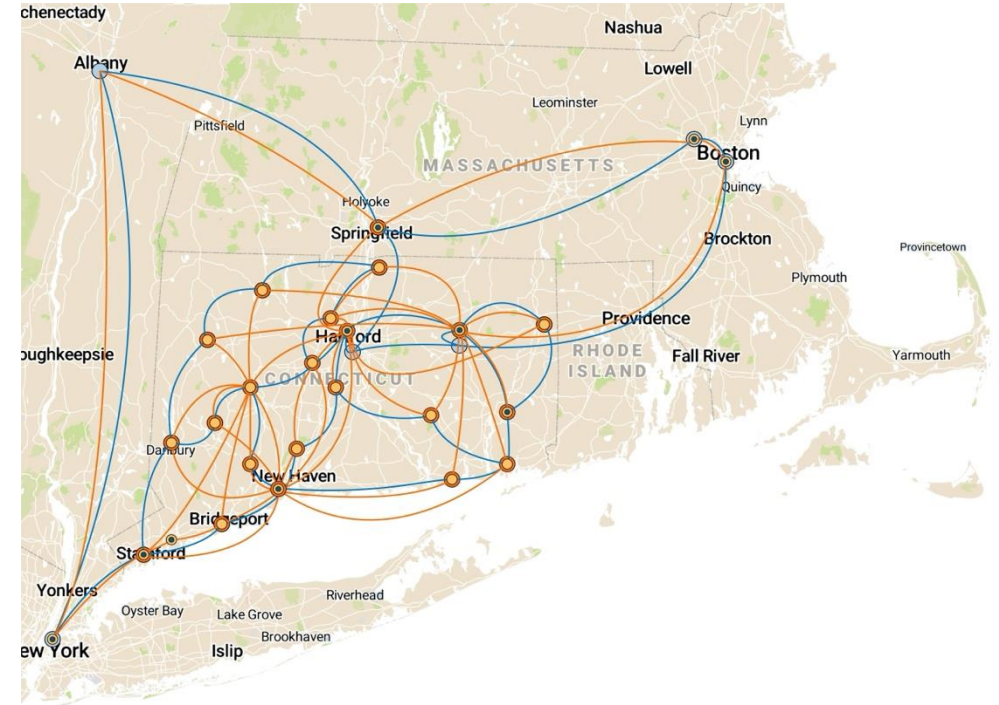 chenectady
Nashua
Albany
Lowell
Leominster
Lynn
Pittsfield
MASSACHUSETTS
Boston
Quincy
Holyoke
Springfield
Brockton
Provincetown
Plymouth
Providence
Hartford
oughkeepsie
RHODE
ISLAND
Fall River
Yarmouth
CONNECTICUT
Danbury
New Haven
Bridgeport
Stamford
Yonkers
Oyster Bay
Lake Grove
Riverhead
Brookhaven
ew York
Islip